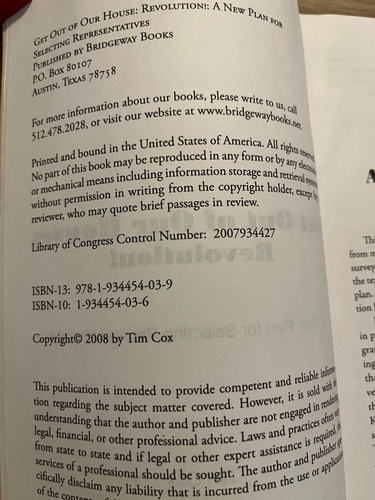 Get Out of Our House: Revolution!: A New Plan for
Selecting Representatives
Published by Bridgeway Books
P.O. Box 80107
Austin, Texas 78758
For more information about our books, please write to us, call
512.478.2028, or visit our website at www.bridgewaybooks.net.
Printed and bound in the United States of America. All rights reserved.
No part of this book may be reproduced in any form or by any electronic
or mechanical means including information storage and retrieval systems
without permission in writing from the copyright holder, except by a
reviewer, who may quote brief passages in review.
Library of Congress Control Number: 2007934427
ISBN-13: 978-1-934454-03-9
ISBN-10: 1-934454-03-6
Copyright© 2008 by Tim Cox
This publication is intended to provide competent and reliable informa
tion regarding the subject matter covered. However, it is sold with the
understanding that the author and publisher are not engaged in rendering
legal, financial, or other professional advice. Laws and practices often vary
from state to state and if legal or other expert assistance is required, the
services of a professional should be sought. The author and publisher spe
cifically disclaim any liability that is incurred from the use or application
of the